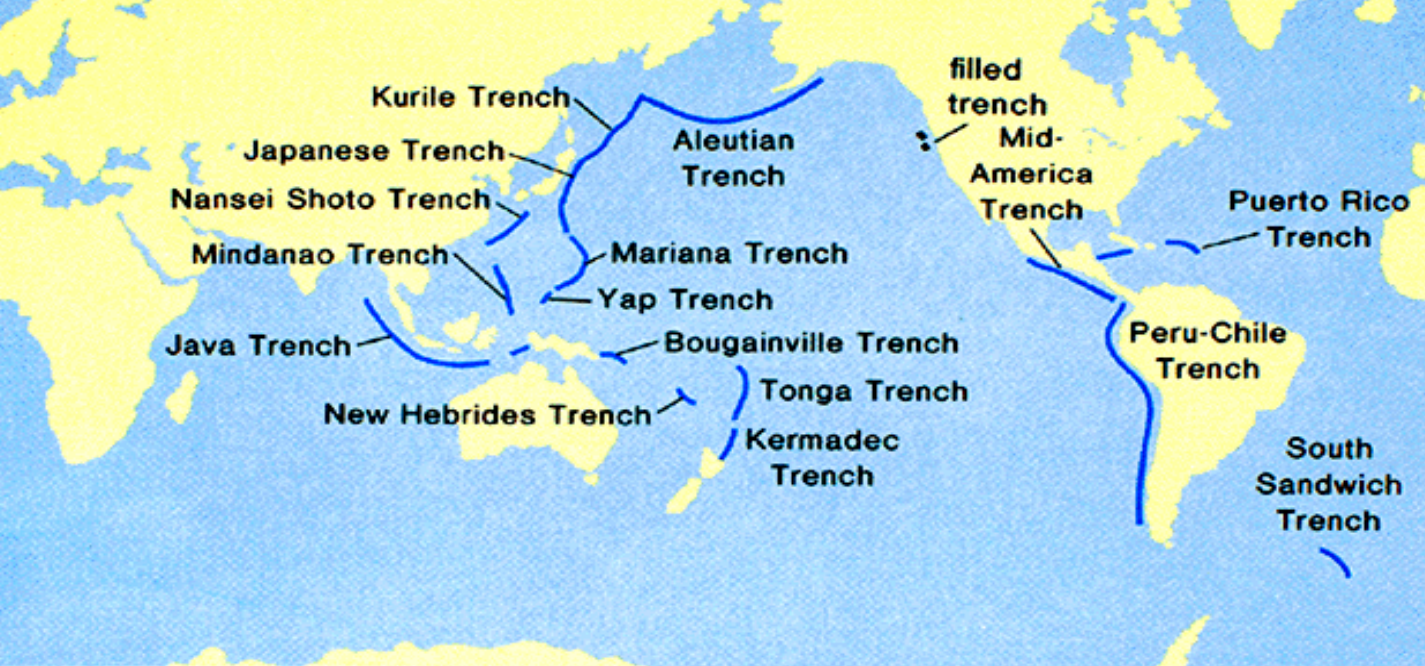 filled
trench
Kurile Trench
Aleutian
Trench
Mid-
America
Trench
Japanese Trench
Nansei Shoto Trench
Puerto Rico
Trench
Mindanao Trench
Mariana Trench
Yap Trench
Java Trench
Bougainville Trench
Peru-Chile
Trench
Tonga Trench
New Hebrides Trench
Kermadec
Trench
South
Sandwich
Trench